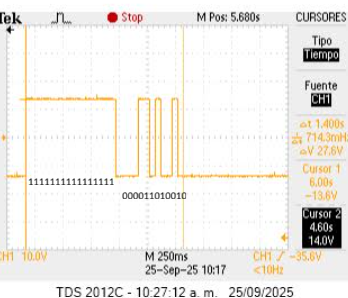 Tek Stop M Pos: 5.680s CURSORES
Tipo
Tiempo
Fuente
CH1
Δt 1.400s
714.3mHz
ΔV 27.6V
Cursor 1
6.00s
-13.6V
Cursor 2
4.60s
14.0V
1111111111111111
000011010010
CH1 10.0V M 250ms CH1 -35.6V
25-Sep-25 10:17 <10Hz
TDS 2012C - 10:27:12 a. m. 25/09/2025